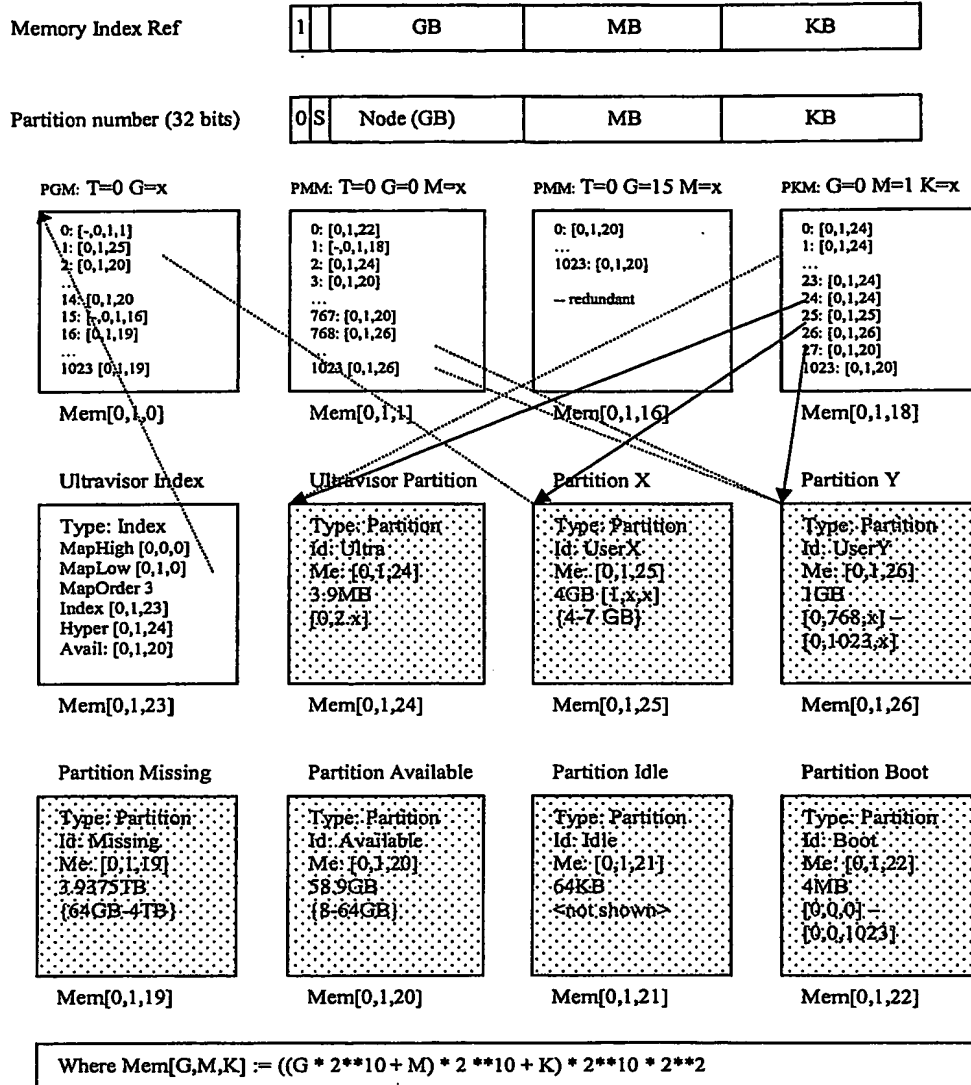 Memory Index Ref
1 GB MB KB
Partition number (32 bits)
0 S Node (GB) MB KB
PGM: T=0 G=x
0: [-,0,1,1]
1: [0,1,25]
2: [0,1,20]
...
14: [0,1,20
15: [-,0,1,16]
16: [0,1,19]
...
1023 [0,1,19]
Mem[0,1,0]
PMM: T=0 G=0 M=x
0: [0,1,22]
1: [-,0,1,18]
2: [0,1,24]
3: [0,1,20]
...
767: [0,1,20]
768: [0,1,26]
...
1023 [0,1,26]
Mem[0,1,1]
PMM: T=0 G=15 M=x
0: [0,1,20]
...
1023: [0,1,20]
-- redundant
Mem[0,1,16]
PKM: G=0 M=1 K=x
0: [0,1,24]
1: [0,1,24]
...
23: [0,1,24]
24: [0,1,24]
25: [0,1,25]
26: [0,1,26]
27: [0,1,20]
1023: [0,1,20]
Mem[0,1,18]
Ultravisor Index
Type: Index
MapHigh [0,0,0]
MapLow [0,1,0]
MapOrder 3
Index [0,1,23]
Hyper [0,1,24]
Avail: [0,1,20]
Mem[0,1,23]
Ultravisor Partition
Type: Partition
Id: Ultra
Me: [0,1,24]
3.9MB
[0,2.x]
Mem[0,1,24]
Partition X
Type: Partition
Id: UserX
Me: [0,1,25]
4GB [1,x,x]
{4-7 GB}
Mem[0,1,25]
Partition Y
Type: Partition
Id: UserY
Me: [0,1,26]
1GB
[0,768,x] –
[0,1023,x]
Mem[0,1,26]
Partition Missing
Type: Partition
Id: Missing
Me: [0,1,19]
3.9375TB
{64GB-4TB}
Mem[0,1,19]
Partition Available
Type: Partition
Id: Available
Me: [0,1,20]
58.9GB
{8-64GB}
Mem[0,1,20]
Partition Idle
Type: Partition
Id: Idle
Me: [0,1,21]
64KB
<not shown>
Mem[0,1,21]
Partition Boot
Type: Partition
Id: Boot
Me: [0,1,22]
4MB
[0,0,0] –
[0,0,1023]
Mem[0,1,22]
Where Mem[G,M,K] := ((G * 2**10 + M) * 2 **10 + K) * 2**10 * 2**2